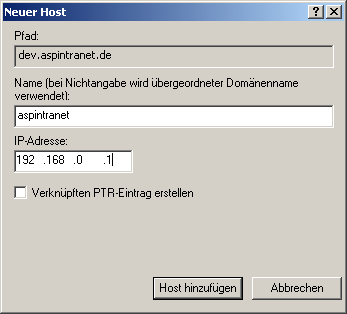 Neuer Host
Pfad:
dev.aspintranet.de
Name (bei Nichtangabe wird übergeordneter Domänenname
verwendet):
aspintranet
IP-Adresse:
192 .168 .0 .1
Verknüpften PTR-Eintrag erstellen
Host hinzufügen Abbrechen